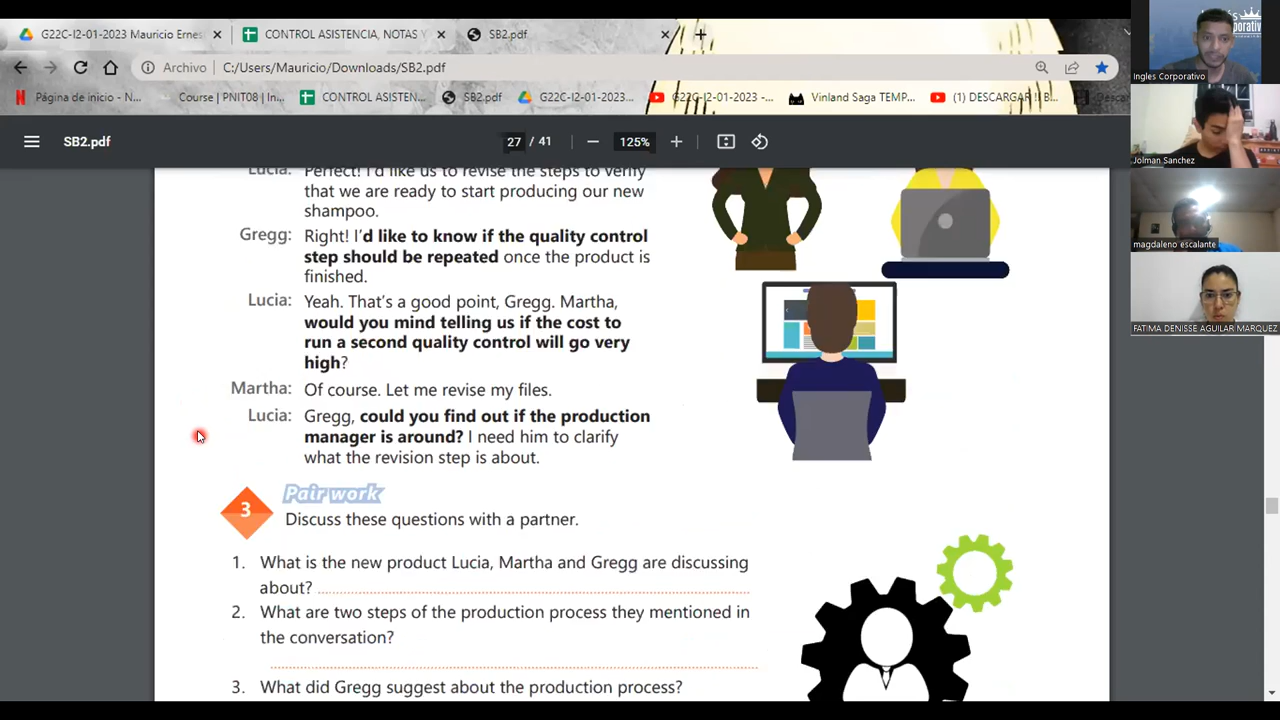 G22C-I2-01-2023 Mauricio Ernes
CONTROL ASISTENCIA, NOTAS Y
SB2.pdf
Archivo
C:/Users/Mauricio/Downloads/SB2.pdf
Página de inicio - N...
Course | PNIT08 | In...
CONTROL ASISTEN...
SB2.pdf
G22C-I2-01-2023...
G22C-I2-01-2023 -...
Vinland Saga TEMP...
(1) DESCARGAR !! B...
SB2.pdf
27 / 41
125%
Lucia: Perfect! I'd like us to revise the steps to verify
that we are ready to start producing our new
shampoo.
Gregg: Right! I'd like to know if the quality control
step should be repeated once the product is
finished.
Lucia: Yeah. That's a good point, Gregg. Martha,
would you mind telling us if the cost to
run a second quality control will go very
high?
Martha: Of course. Let me revise my files.
Lucia: Gregg, could you find out if the production
manager is around? I need him to clarify
what the revision step is about.
3
Pair work
Discuss these questions with a partner.
1. What is the new product Lucia, Martha and Gregg are discussing
about?
2. What are two steps of the production process they mentioned in
the conversation?
3. What did Gregg suggest about the production process?
Ingles Corporativo
Jolman Sanchez
magdaleno escalante
FATIMA DENISSE AGUILAR MARQUEZ